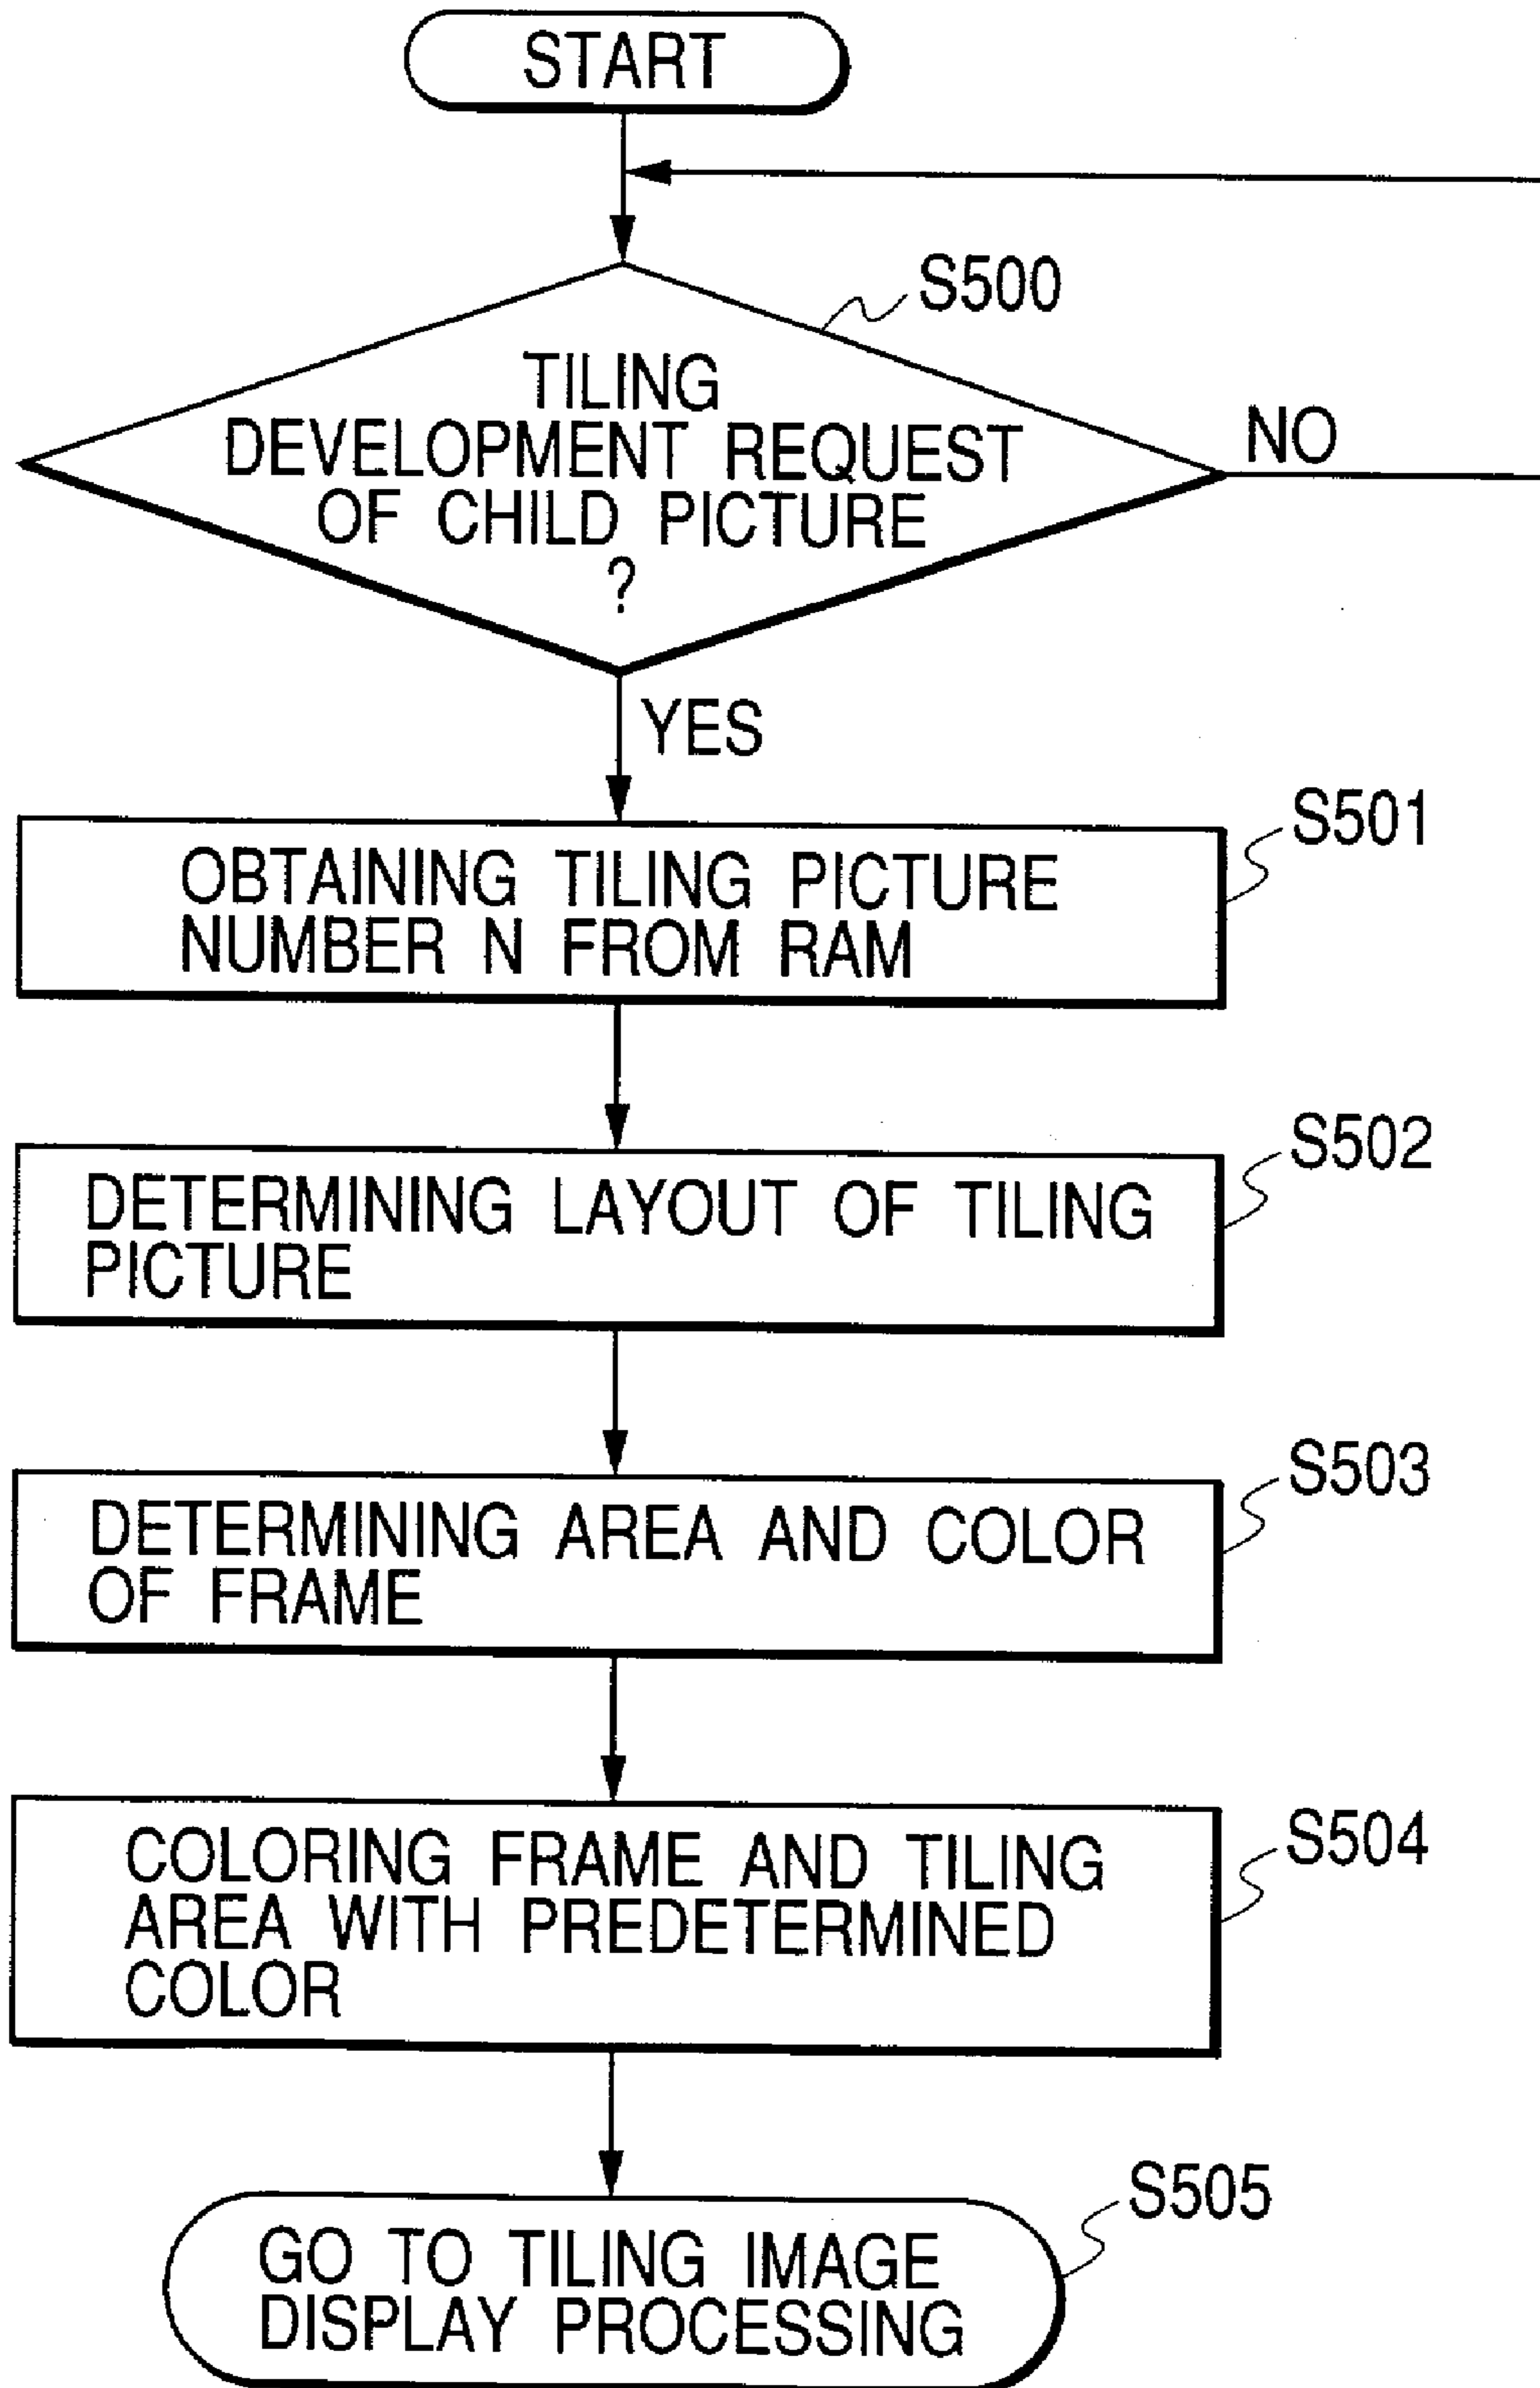 START
S500
TILING
DEVELOPMENT REQUEST
OF CHILD PICTURE
?
NO
YES
S501
OBTAINING TILING PICTURE
NUMBER N FROM RAM
S502
DETERMINING LAYOUT OF TILING
PICTURE
S503
DETERMINING AREA AND COLOR
OF FRAME
S504
COLORING FRAME AND TILING
AREA WITH PREDETERMINED
COLOR
S505
GO TO TILING IMAGE
DISPLAY PROCESSING